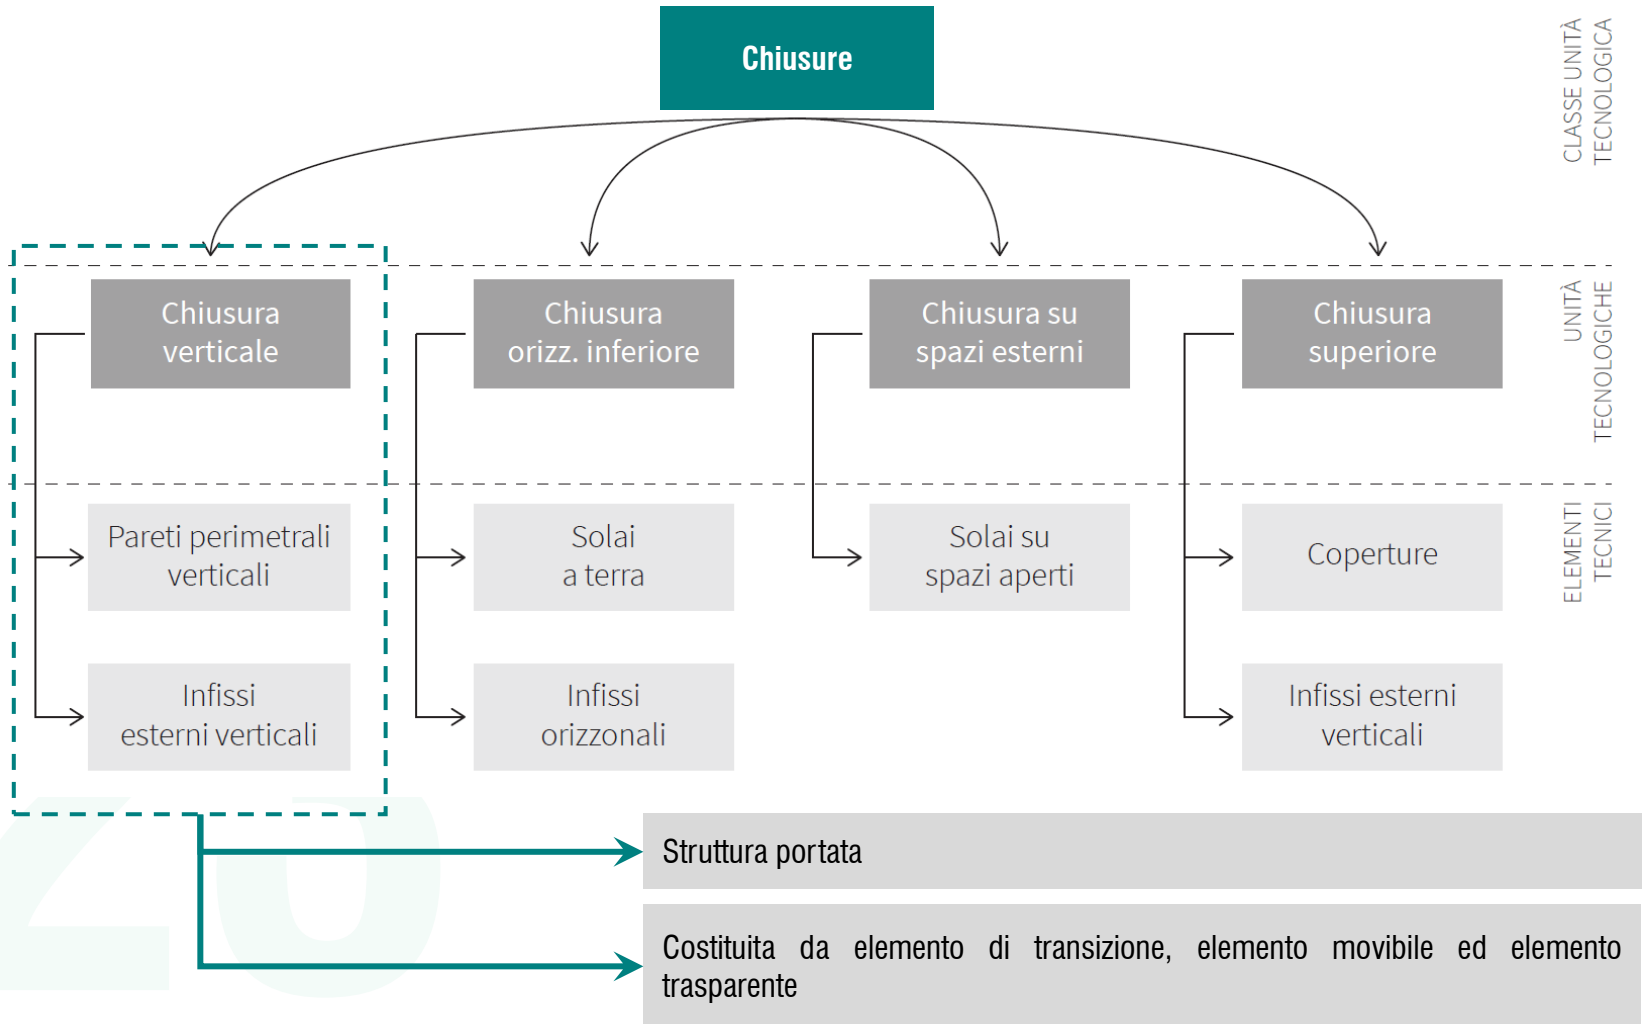 Chiusure
CLASSE UNITÀ
TECNOLOGICA
Chiusura
verticale
Chiusura
orizz. inferiore
Chiusura su
spazi esterni
Chiusura
superiore
UNITÀ
TECNOLOGICHE
Pareti perimetrali
verticali
Solai
a terra
Solai su
spazi aperti
Coperture
ELEMENTI
TECNICI
Infissi
esterni verticali
Infissi
orizzonali
Infissi esterni
verticali
Struttura portata
Costituita da elemento di transizione, elemento movibile ed elemento
trasparente